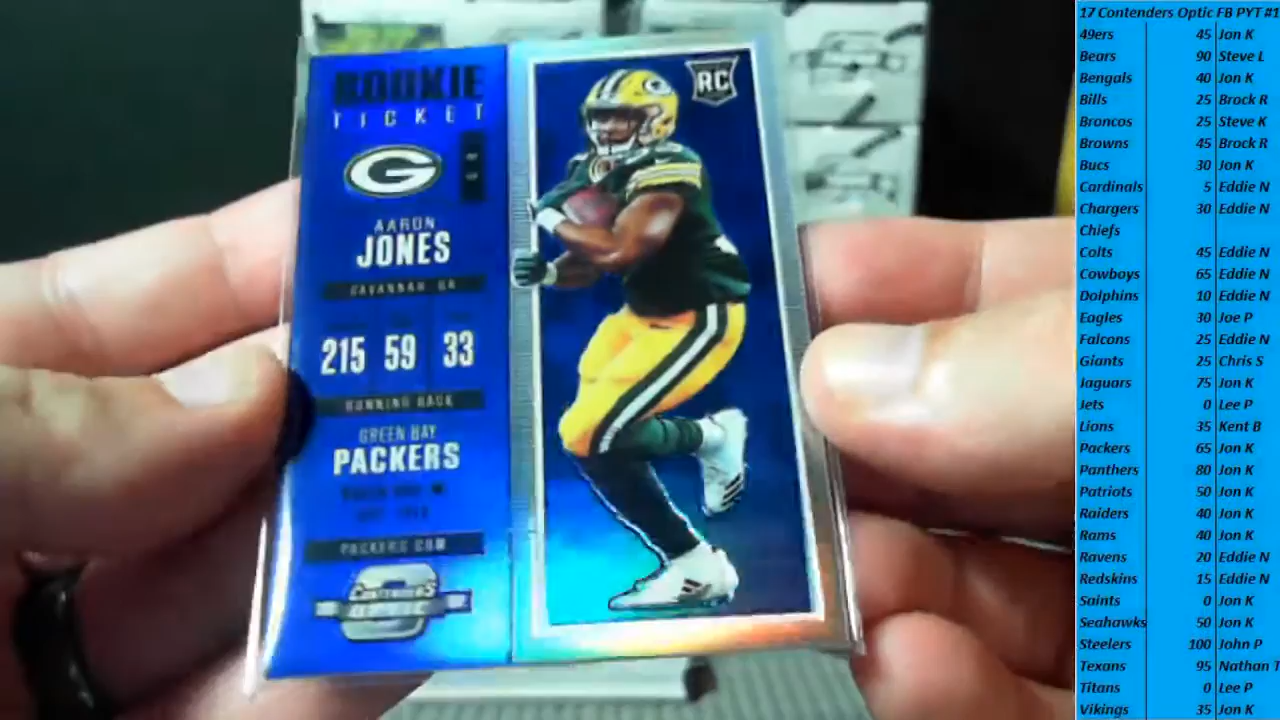 ROOKIE
TICKET
G
AARON
JONES
SAVANNAH, GA
215 59 33
RUNNING BACK
GREEN BAY
PACKERS
PACKERS.COM
CONTENDERS
OPTIC
RC
G
17 Contenders Optic FB PYT #1
49ers 45 Jon K
Bears 90 Steve L
Bengals 40 Jon K
Bills 25 Brock R
Broncos 25 Steve K
Browns 45 Brock R
Bucs 30 Jon K
Cardinals 5 Eddie N
Chargers 30 Eddie N
Chiefs
Colts 45 Eddie N
Cowboys 65 Eddie N
Dolphins 10 Eddie N
Eagles 30 Joe P
Falcons 25 Eddie N
Giants 25 Chris S
Jaguars 75 Jon K
Jets 0 Lee P
Lions 35 Kent B
Packers 65 Jon K
Panthers 80 Jon K
Patriots 50 Jon K
Raiders 40 Jon K
Rams 40 Jon K
Ravens 20 Eddie N
Redskins 15 Eddie N
Saints 0 Jon K
Seahawks 50 Jon K
Steelers 100 John P
Texans 95 Nathan T
Titans 0 Lee P
Vikings 35 Jon K